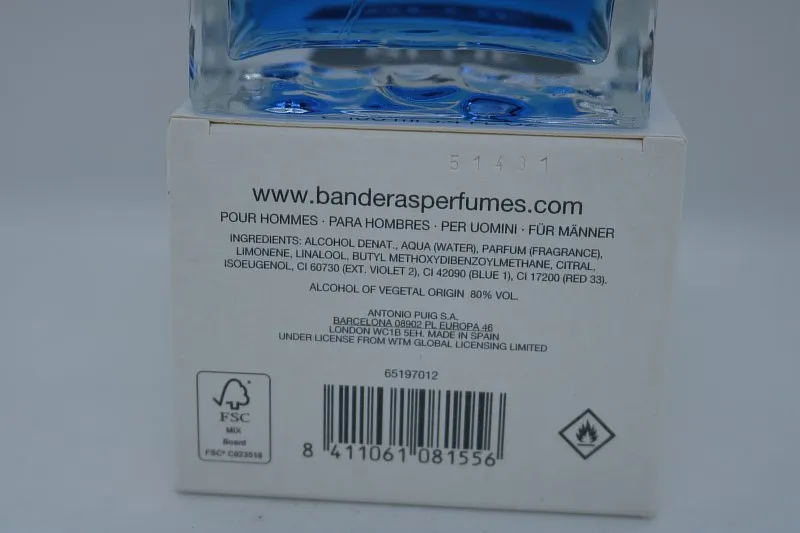 51491
www.banderasperfumes.com
POUR HOMMES · PARA HOMBRES · PER UOMINI · FÜR MÄNNER
INGREDIENTS: ALCOHOL DENAT., AQUA (WATER), PARFUM (FRAGRANCE),
LIMONENE, LINALOOL, BUTYL METHOXYDIBENZOYLMETHANE, CITRAL,
ISOEUGENOL, CI 60730 (EXT. VIOLET 2), CI 42090 (BLUE 1), CI 17200 (RED 33).
ALCOHOL OF VEGETAL ORIGIN 80% VOL.
ANTONIO PUIG S.A.
BARCELONA 08902 PL EUROPA 46
LONDON WC1B 5EH. MADE IN SPAIN
UNDER LICENSE FROM WTM GLOBAL LICENSING LIMITED
65197012
FSC
MIX
Board
FSC® C023518
8 411061 081556